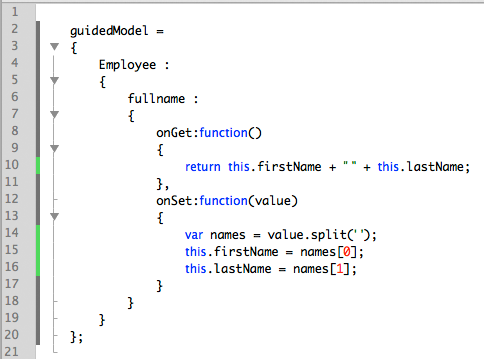 1
2 guidedModel =
3 {
4 Employee :
5 {
6 fullname :
7 {
8 onGet:function()
9 {
10 return this.firstName + "" + this.lastName;
11 },
12 onSet:function(value)
13 {
14 var names = value.split('');
15 this.firstName = names[0];
16 this.lastName = names[1];
17 }
18 }
19 }
20 };
21